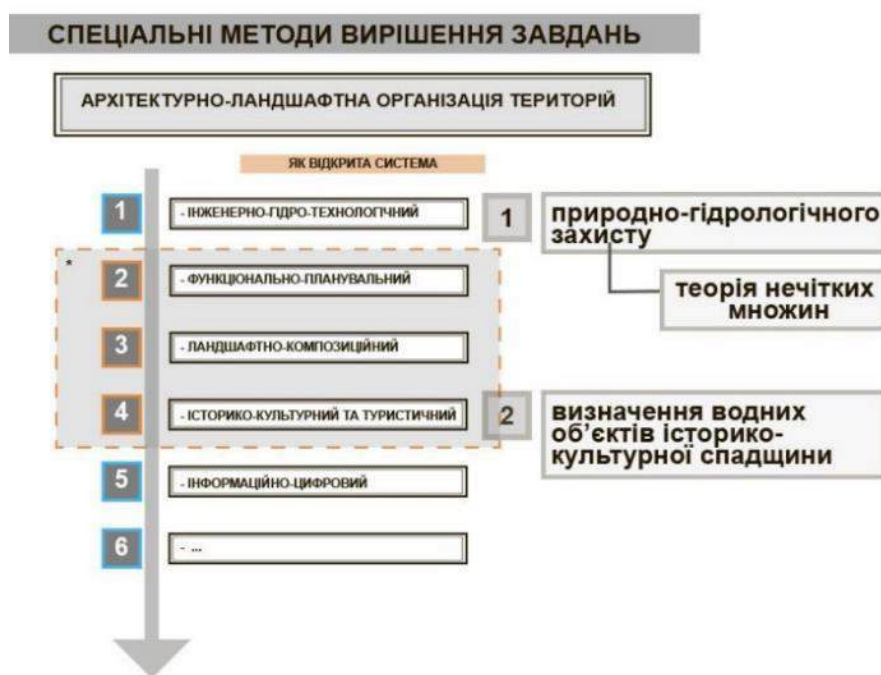 СПЕЦІАЛЬНІ МЕТОДИ ВИРІШЕННЯ ЗАВДАНЬ
АРХІТЕКТУРНО-ЛАНДШАФТНА ОРГАНІЗАЦІЯ ТЕРИТОРІЙ
ЯК ВІДКРИТА СИСТЕМА
1
- ІНЖЕНЕРНО-ГІДРО-ТЕХНОЛОГІЧНИЙ
1
природно-гідрологічного
захисту
*
2
- ФУНКЦІОНАЛЬНО-ПЛАНУВАЛЬНИЙ
теорія нечітких
множин
3
- ЛАНДШАФТНО-КОМПОЗИЦІЙНИЙ
4
- ІСТОРИКО-КУЛЬТУРНИЙ ТА ТУРИСТИЧНИЙ
2
визначення водних
об’єктів історико-
культурної спадщини
5
- ІНФОРМАЦІЙНО-ЦИФРОВИЙ
6
- ...